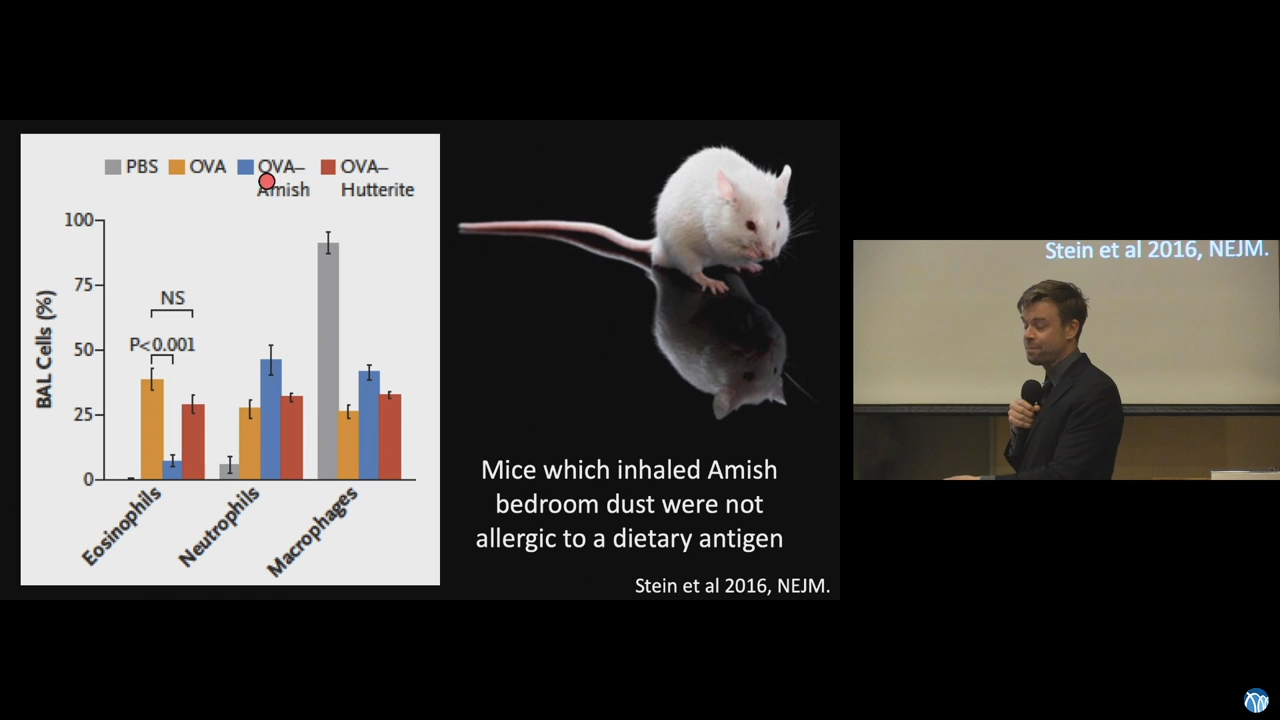 PBS
OVA
OVA–
Amish
OVA–
Hutterite
100
75
50
25
0
BAL Cells (%)
NS
P<0.001
Eosinophils
Neutrophils
Macrophages
Mice which inhaled Amish
bedroom dust were not
allergic to a dietary antigen
Stein et al 2016, NEJM.
Stein et al 2016, NEJM.